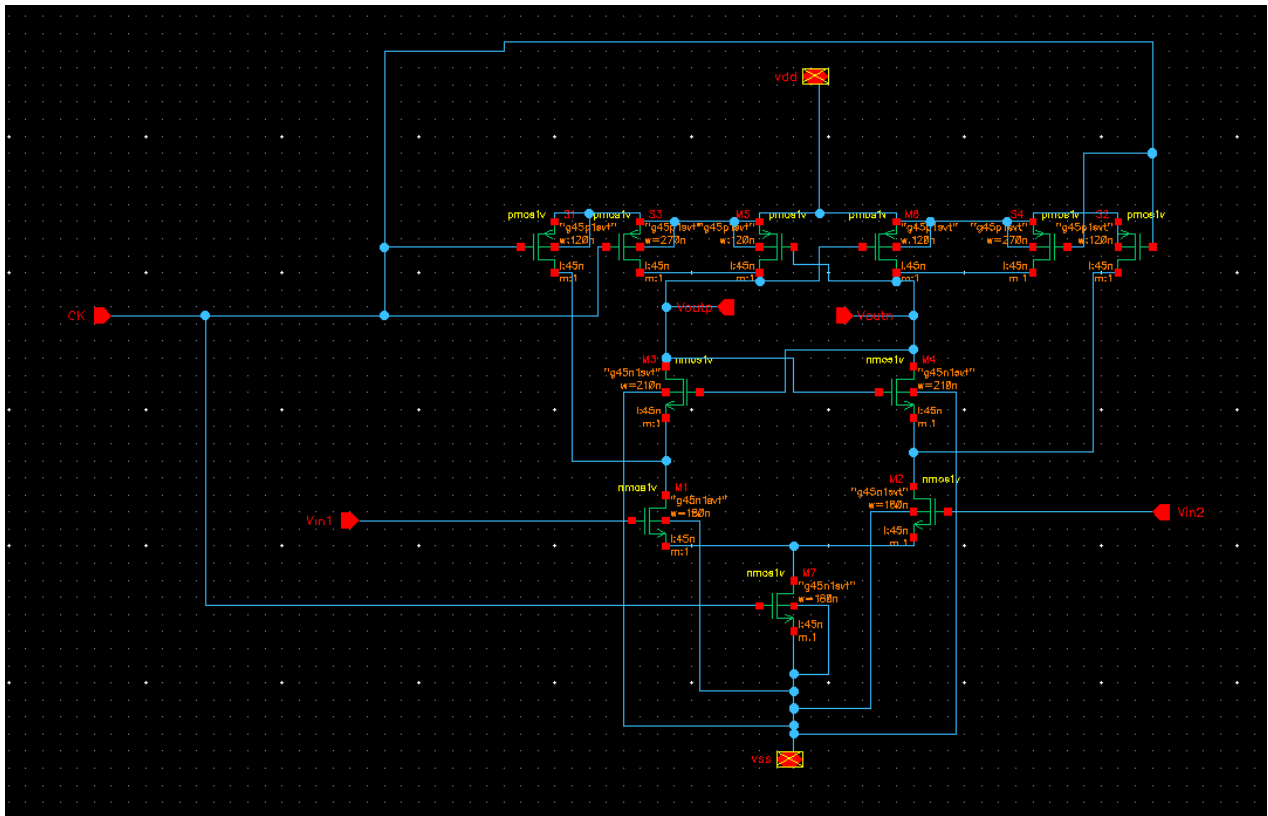 vdd
S1
S3
M5
M6
S4
S2
pmos1v
pmos1v
pmos1v
pmos1v
pmos1v
pmos1v
"g45p1svt"
"g45p1svt"
"g45p1svt"
"g45p1svt"
w:120n
w=270n
w:120n
w:120n
w=270n
w:120n
l:45n
l:45n
l:45n
l:45n
l:45n
l:45n
m:1
m:1
m:1
m:1
m:1
m:1
CK
Voutp
Voutn
M3
nmos1v
"g45n1svt"
w=210n
l:45n
m:1
nmos1v
M4
"g45n1svt"
w=210n
l:45n
m:1
nmos1v
M1
"g45n1svt"
w=180n
l:45n
m:1
M2
nmos1v
"g45n1svt"
w=180n
l:45n
m:1
Vin1
Vin2
nmos1v
M7
"g45n1svt"
w=180n
l:45n
m:1
vss